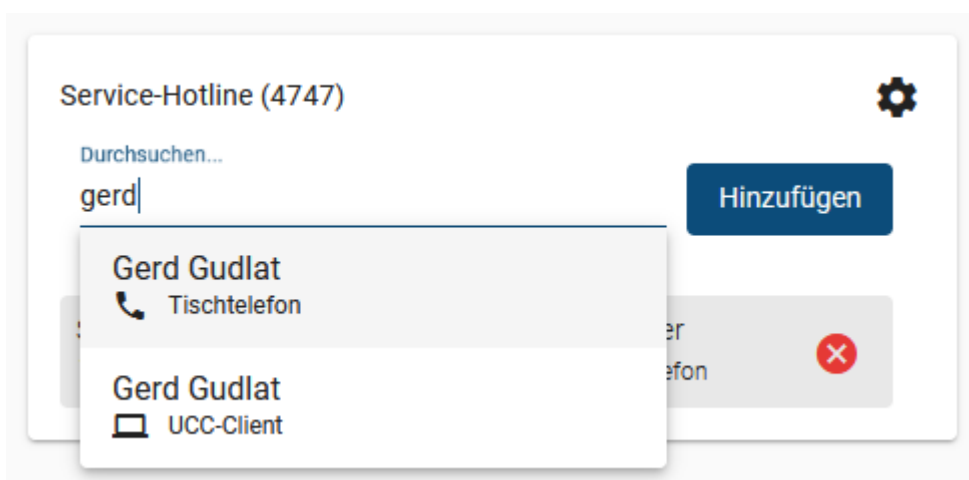 Service-Hotline (4747)
Durchsuchen...
gerd
Hinzufügen
Gerd Gudlat
Tischtelefon
Gerd Gudlat
UCC-Client